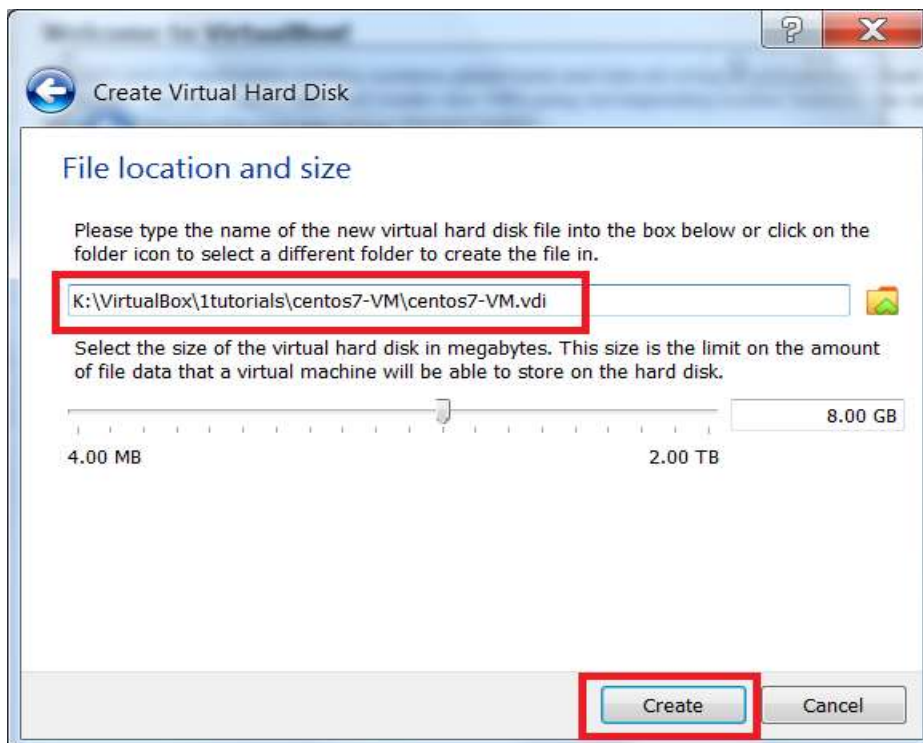 Welcome to VirtualBox!
Create Virtual Hard Disk
File location and size
Please type the name of the new virtual hard disk file into the box below or click on the
folder icon to select a different folder to create the file in.
K:\VirtualBox\1tutorials\centos7-VM\centos7-VM.vdi
Select the size of the virtual hard disk in megabytes. This size is the limit on the amount
of file data that a virtual machine will be able to store on the hard disk.
8.00 GB
4.00 MB 2.00 TB
Create Cancel